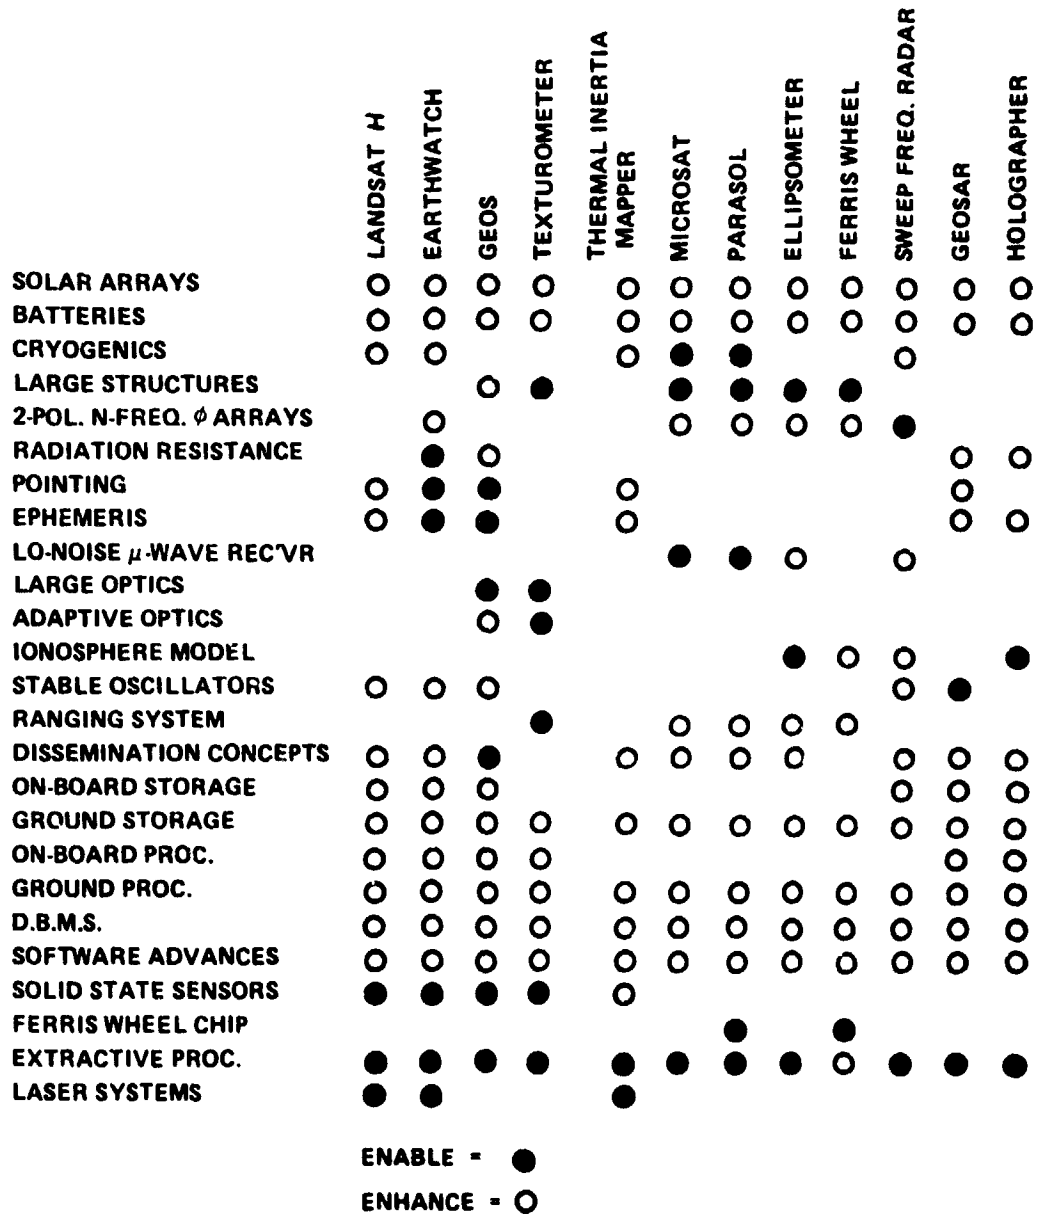 LANDSAT H
EARTHWATCH
GEOS
TEXTUROMETER
THERMAL INERTIA
MAPPER
MICROSAT
PARASOL
ELLIPSOMETER
FERRIS WHEEL
SWEEP FREQ. RADAR
GEOSAR
HOLOGRAPHER
SOLAR ARRAYS
BATTERIES
CRYOGENICS
LARGE STRUCTURES
2-POL. N-FREQ. ϕ ARRAYS
RADIATION RESISTANCE
POINTING
EPHEMERIS
LO-NOISE μ-WAVE REC'VR
LARGE OPTICS
ADAPTIVE OPTICS
IONOSPHERE MODEL
STABLE OSCILLATORS
RANGING SYSTEM
DISSEMINATION CONCEPTS
ON-BOARD STORAGE
GROUND STORAGE
ON-BOARD PROC.
GROUND PROC.
D.B.M.S.
SOFTWARE ADVANCES
SOLID STATE SENSORS
FERRIS WHEEL CHIP
EXTRACTIVE PROC.
LASER SYSTEMS
ENABLE = ●
ENHANCE = O